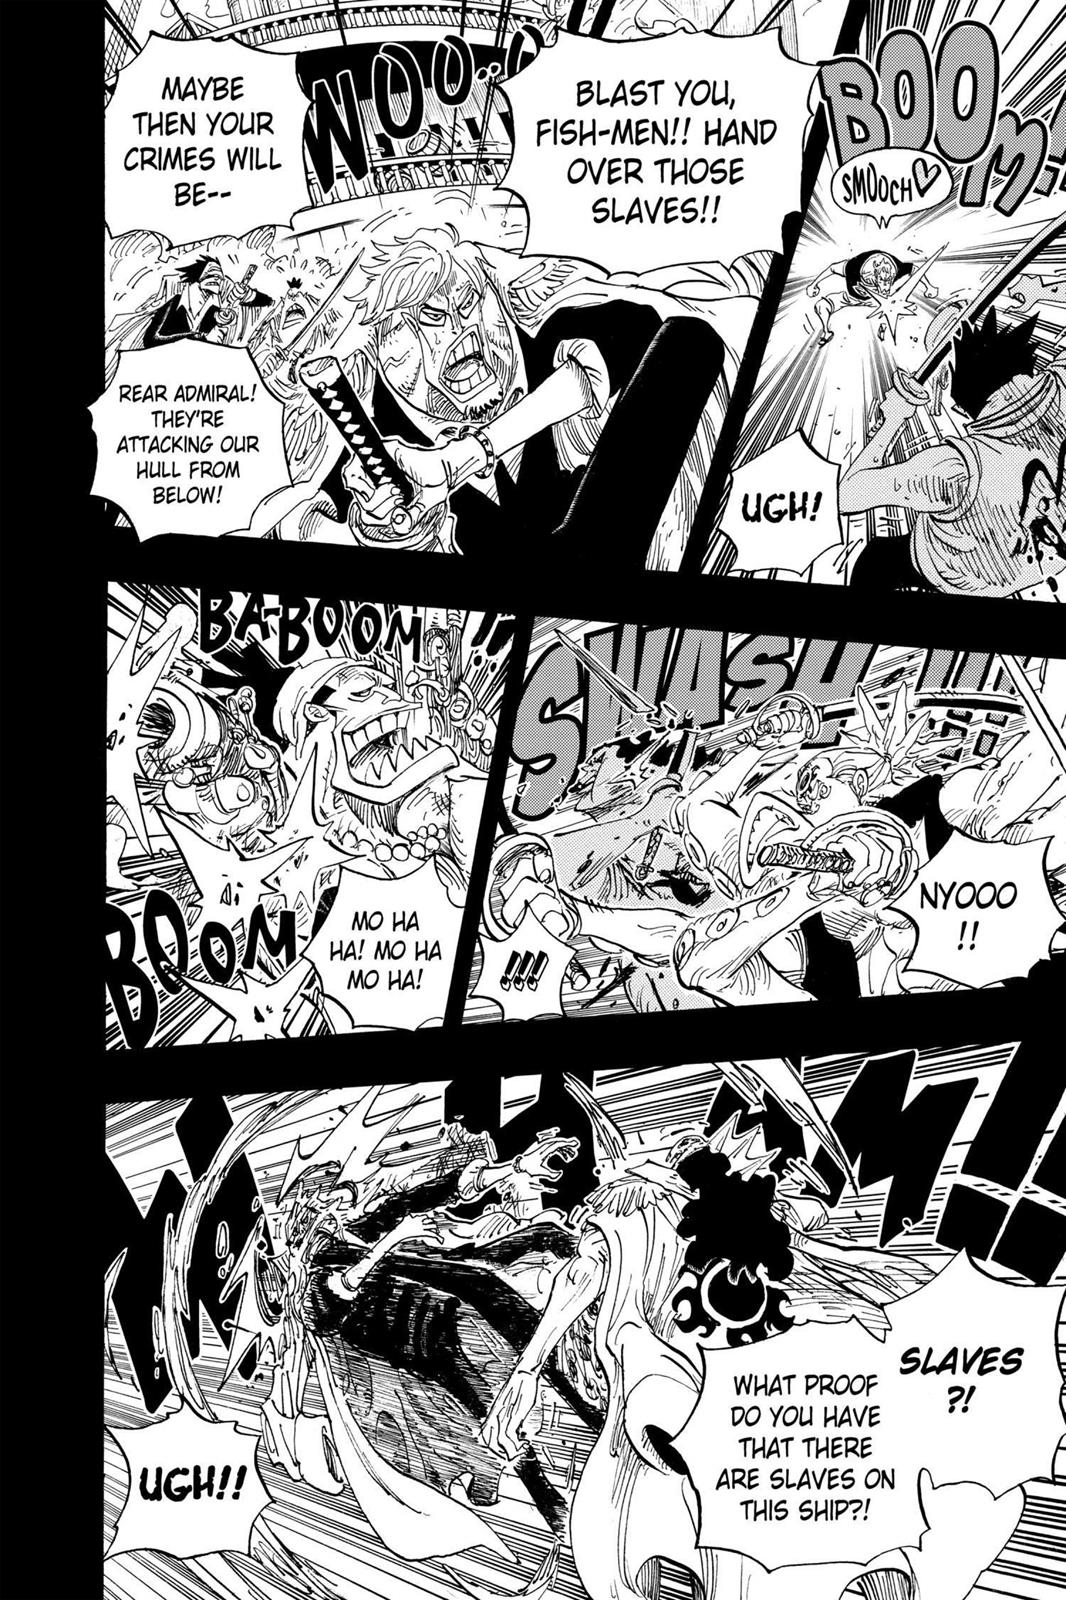 BOOM!!
SMOOCH♡
UGH!
BLAST YOU,
FISH-MEN!! HAND
OVER THOSE
SLAVES!!
MAYBE
THEN YOUR
CRIMES WILL
BE--
REAR ADMIRAL!
THEY'RE
ATTACKING OUR
HULL FROM
BELOW!
NYOOO
!!
!!!
BA-BOOM
BOOM
MO HA
HA! MO HA
MO HA!
SLAVES
?!
WHAT PROOF
DO YOU HAVE
THAT THERE
ARE SLAVES ON
THIS SHIP?!
UGH!!